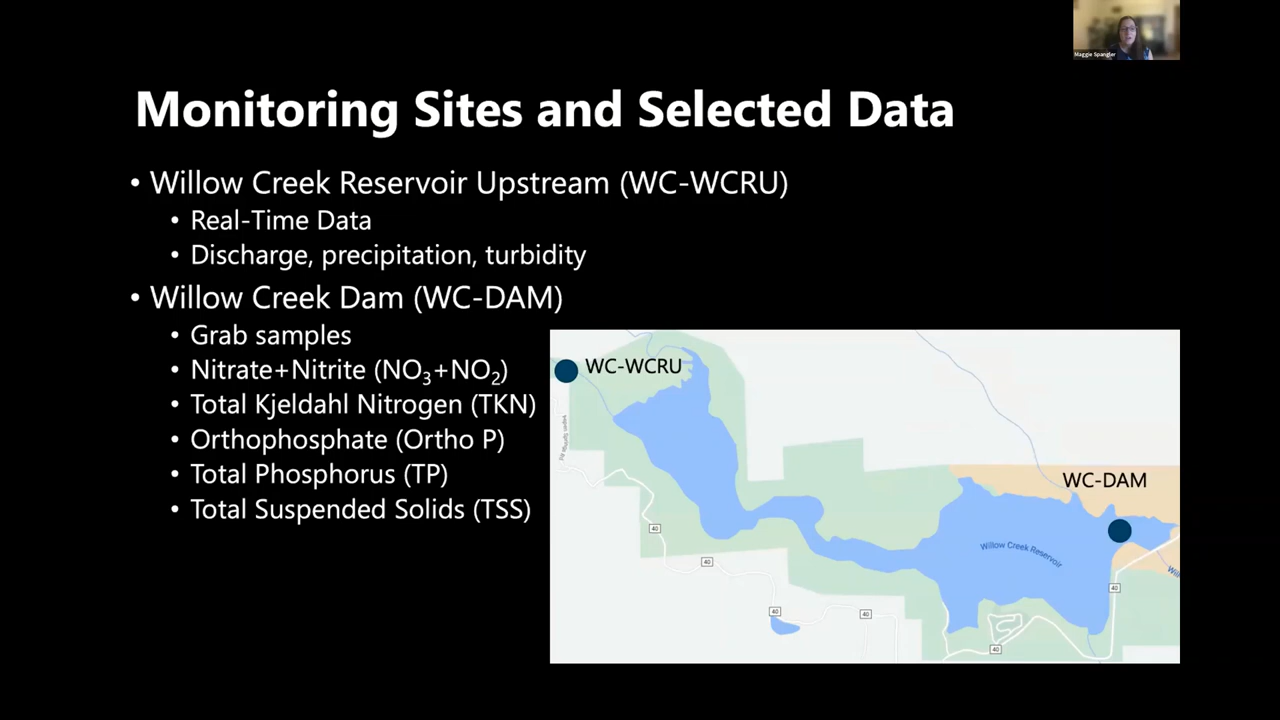 Maggie Spangler
Monitoring Sites and Selected Data
• Willow Creek Reservoir Upstream (WC-WCRU)
• Real-Time Data
• Discharge, precipitation, turbidity
• Willow Creek Dam (WC-DAM)
• Grab samples
• Nitrate+Nitrite (NO₃+NO₂)
• Total Kjeldahl Nitrogen (TKN)
• Orthophosphate (Ortho P)
• Total Phosphorus (TP)
• Total Suspended Solids (TSS)
WC-WCRU
WC-DAM
Willow Creek Reservoir
40
40
40
40
40
40